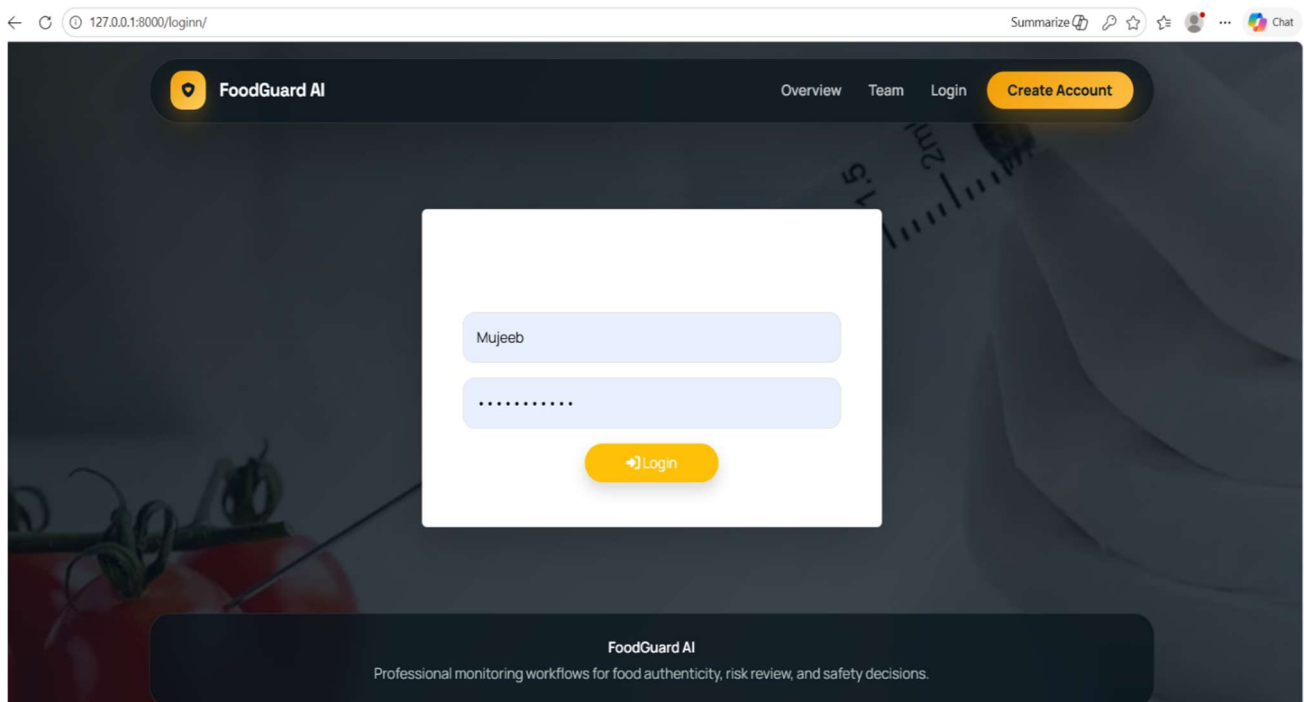 127.0.0.1:8000/loginn/
Summarize
Chat
FoodGuard AI
Overview Team Login Create Account
1.5
2ml
Mujeeb
•••••••••••
Login
FoodGuard AI
Professional monitoring workflows for food authenticity, risk review, and safety decisions.